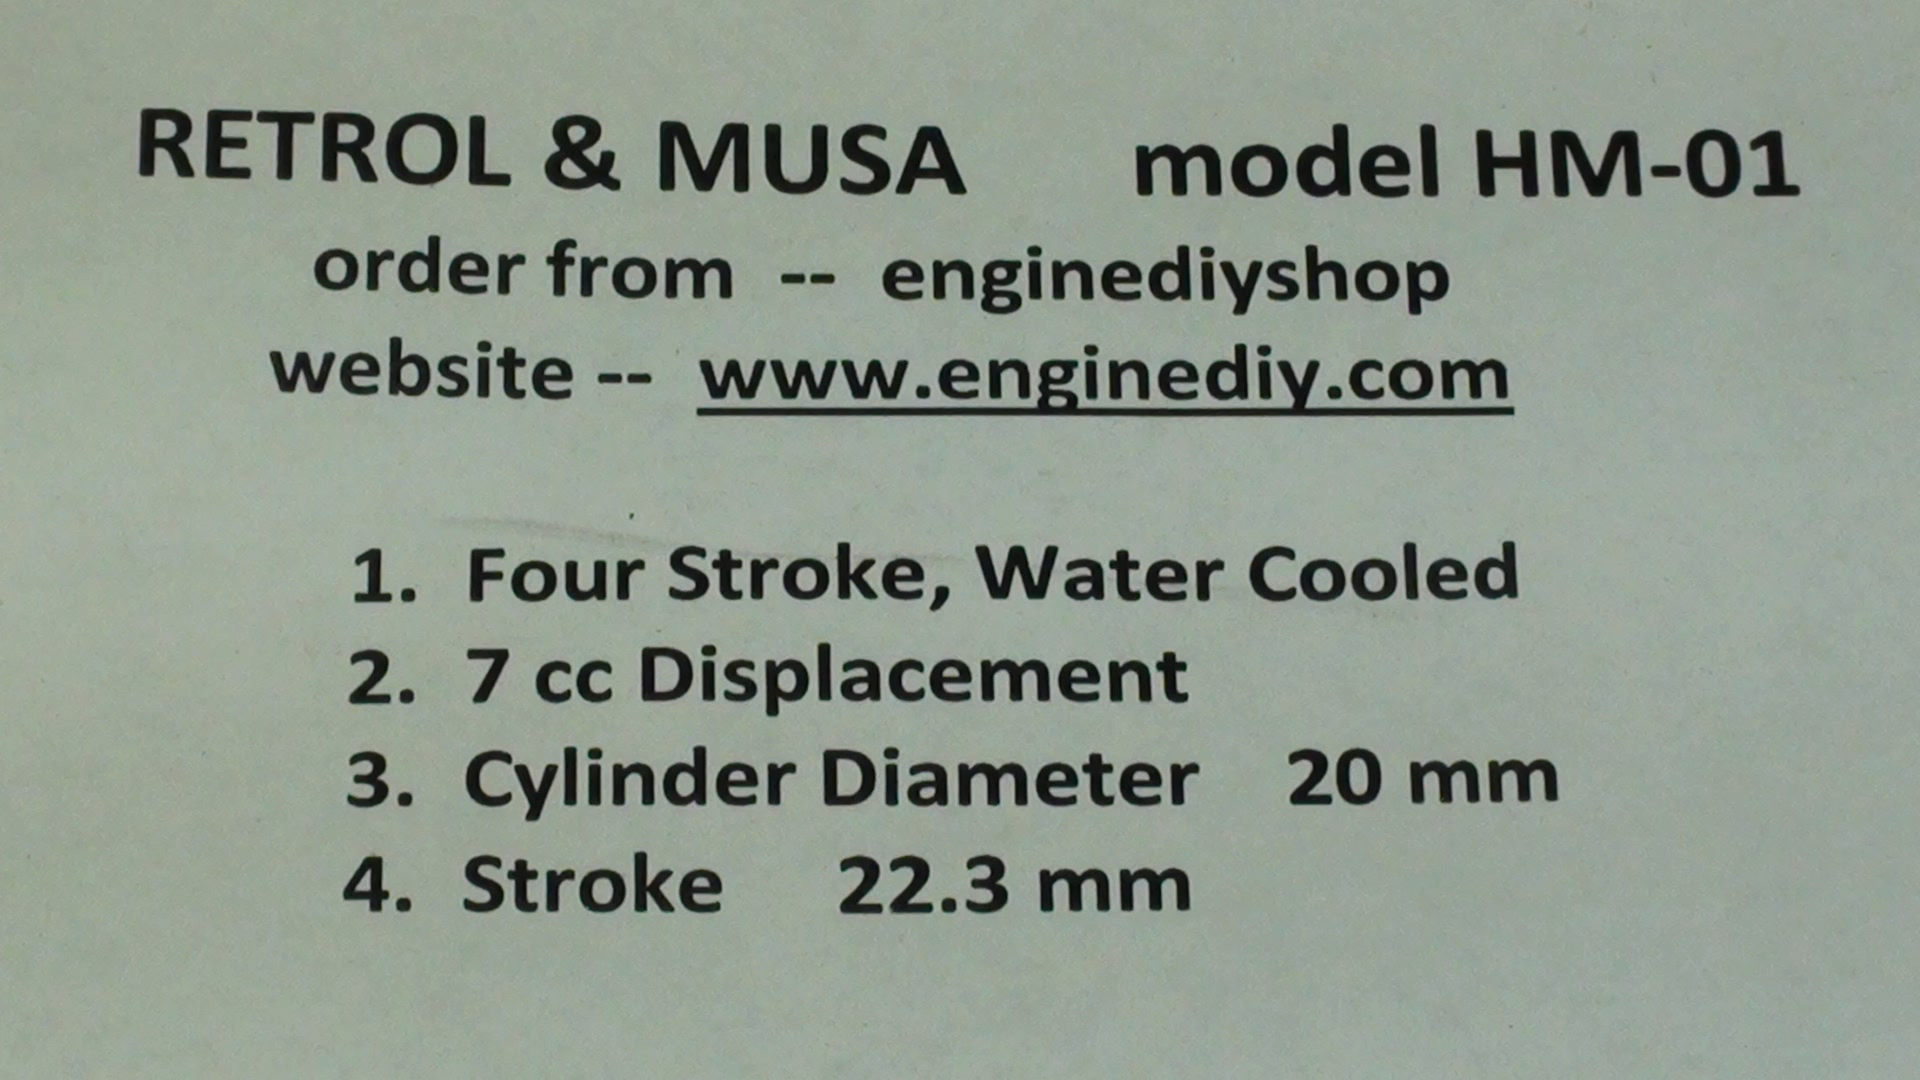 RETROL & MUSA model HM-01
order from -- enginediyshop
website -- www.enginediy.com
1. Four Stroke, Water Cooled
2. 7 cc Displacement
3. Cylinder Diameter 20 mm
4. Stroke 22.3 mm